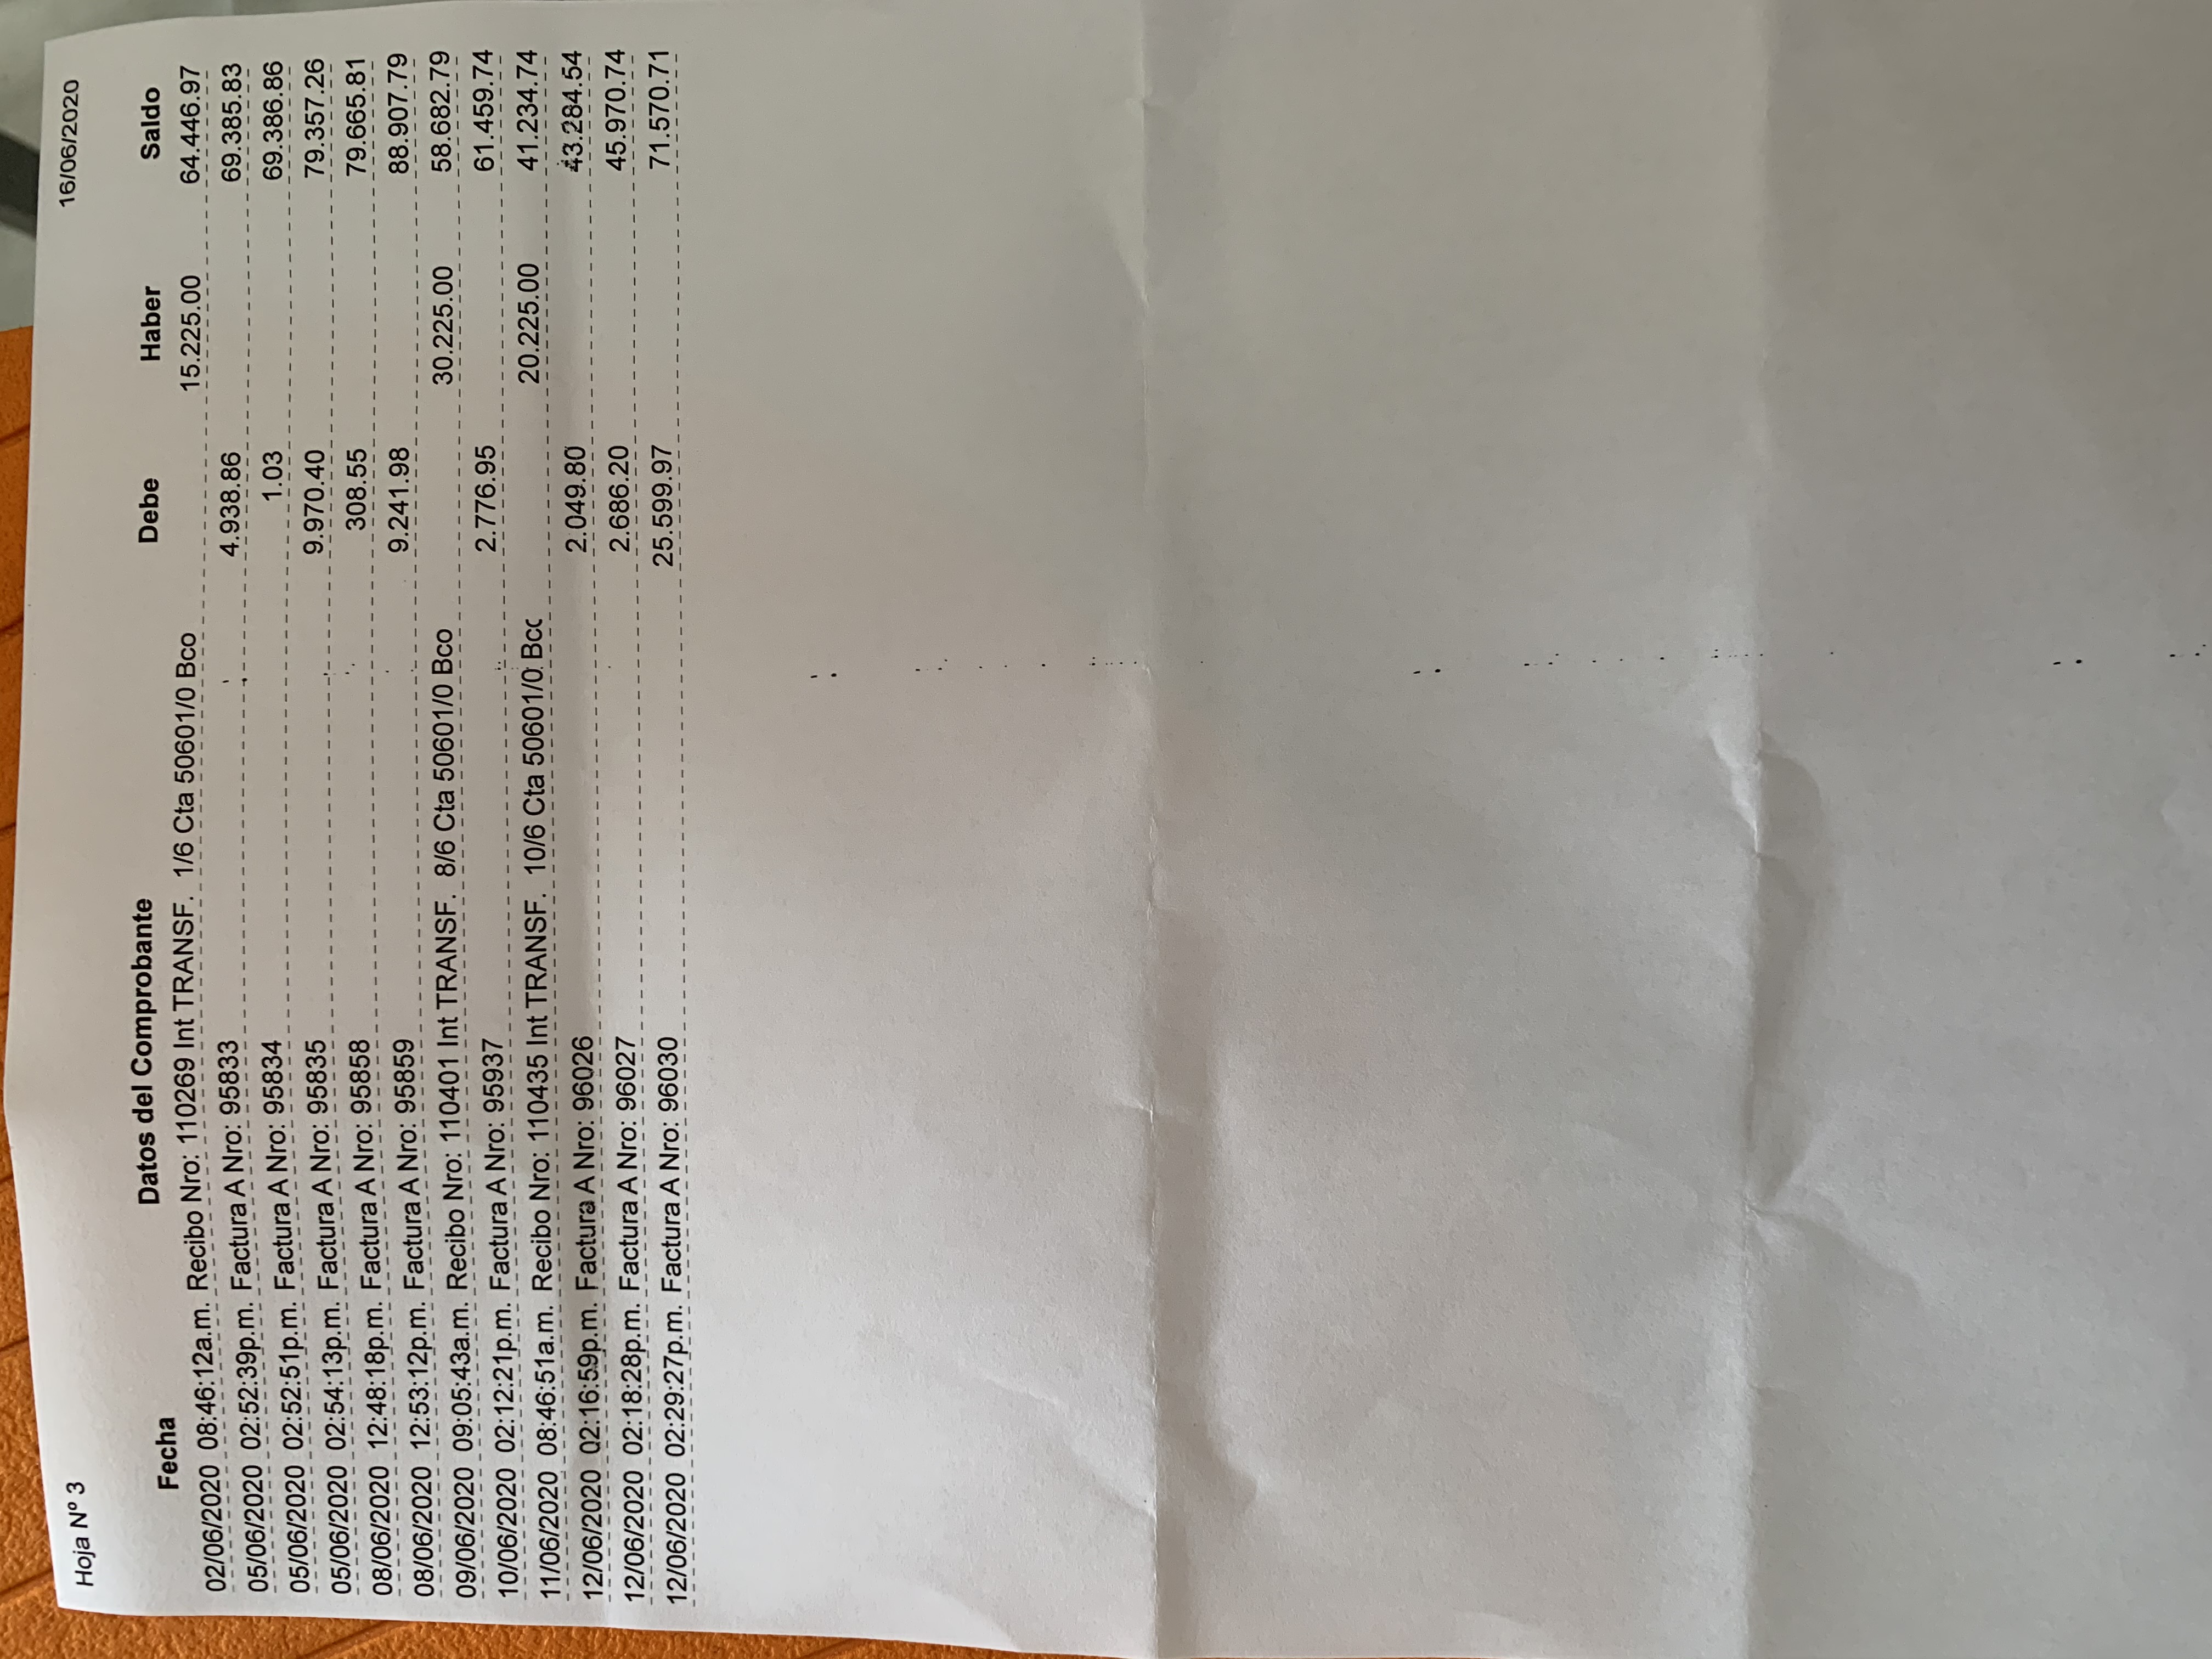 Hoja Nº 3 16/06/2020
Fecha Datos del Comprobante Debe Haber Saldo
02/06/2020 08:46:12a.m. Recibo Nro: 110269 Int TRANSF. 1/6 Cta 50601/0 Bco 15.225.00 64.446.97
05/06/2020 02:52:39p.m. Factura A Nro: 95833 4.938.86 69.385.83
05/06/2020 02:52:51p.m. Factura A Nro: 95834 1.03 69.386.86
05/06/2020 02:54:13p.m. Factura A Nro: 95835 9.970.40 79.357.26
08/06/2020 12:48:18p.m. Factura A Nro: 95858 308.55 79.665.81
08/06/2020 12:53:12p.m. Factura A Nro: 95859 9.241.98 88.907.79
09/06/2020 09:05:43a.m. Recibo Nro: 110401 Int TRANSF. 8/6 Cta 50601/0 Bco 30.225.00 58.682.79
10/06/2020 02:12:21p.m. Factura A Nro: 95937 2.776.95 61.459.74
11/06/2020 08:46:51a.m. Recibo Nro: 110435 Int TRANSF. 10/6 Cta 50601/0 Bcc 20.225.00 41.234.74
12/06/2020 02:16:59p.m. Factura A Nro: 96026 2.049.80 43.284.54
12/06/2020 02:18:28p.m. Factura A Nro: 96027 2.686.20 45.970.74
12/06/2020 02:29:27p.m. Factura A Nro: 96030 25.599.97 71.570.71